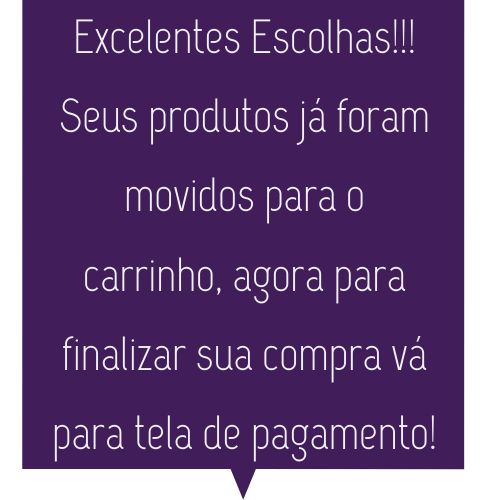 Excelentes Escolhas!!!
Seus produtos já foram
movidos para o
carrinho, agora para
finalizar sua compra vá
para tela de pagamento!